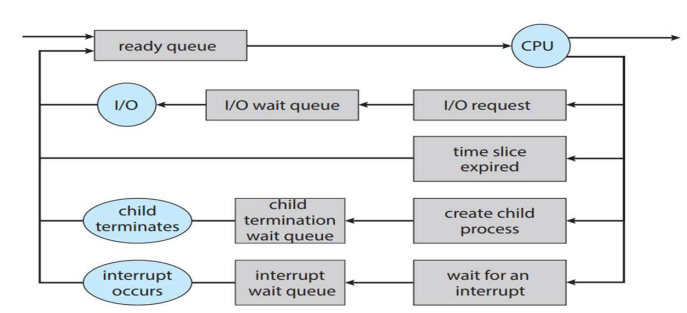 ready queue
CPU
I/O
I/O wait queue
I/O request
time slice
expired
child
terminates
child
termination
wait queue
create child
process
interrupt
occurs
interrupt
wait queue
wait for an
interrupt